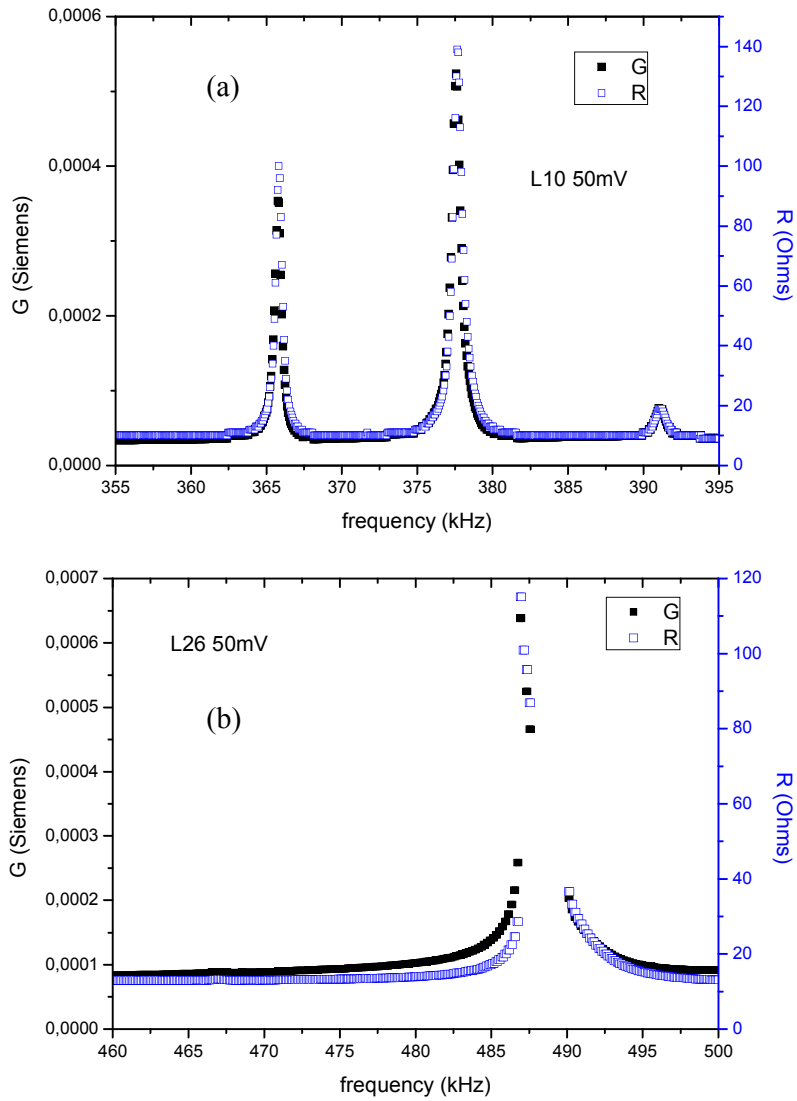 0,0006
0,0004
0,0002
0,0000
G (Siemens)
(a)
G
R
L10 50mV
140
120
100
80
60
40
20
0
R (Ohms)
355 360 365 370 375 380 385 390 395
frequency (kHz)
0,0007
0,0006
0,0005
0,0004
0,0003
0,0002
0,0001
0,0000
G (Siemens)
L26 50mV
(b)
G
R
120
100
80
60
40
20
0
R (Ohms)
460 465 470 475 480 485 490 495 500
frequency (kHz)